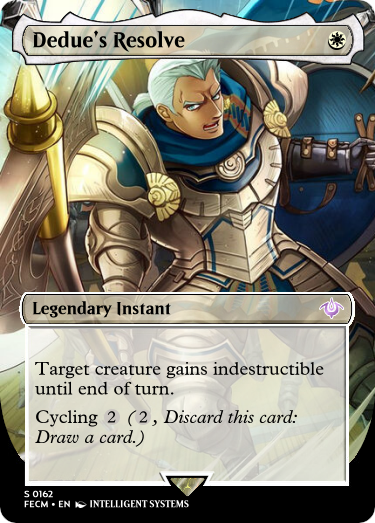 Dedue's Resolve
Legendary Instant
Target creature gains indestructible
until end of turn.
Cycling 2 (2, Discard this card:
Draw a card.)
S 0162
FECM • EN INTELLIGENT SYSTEMS